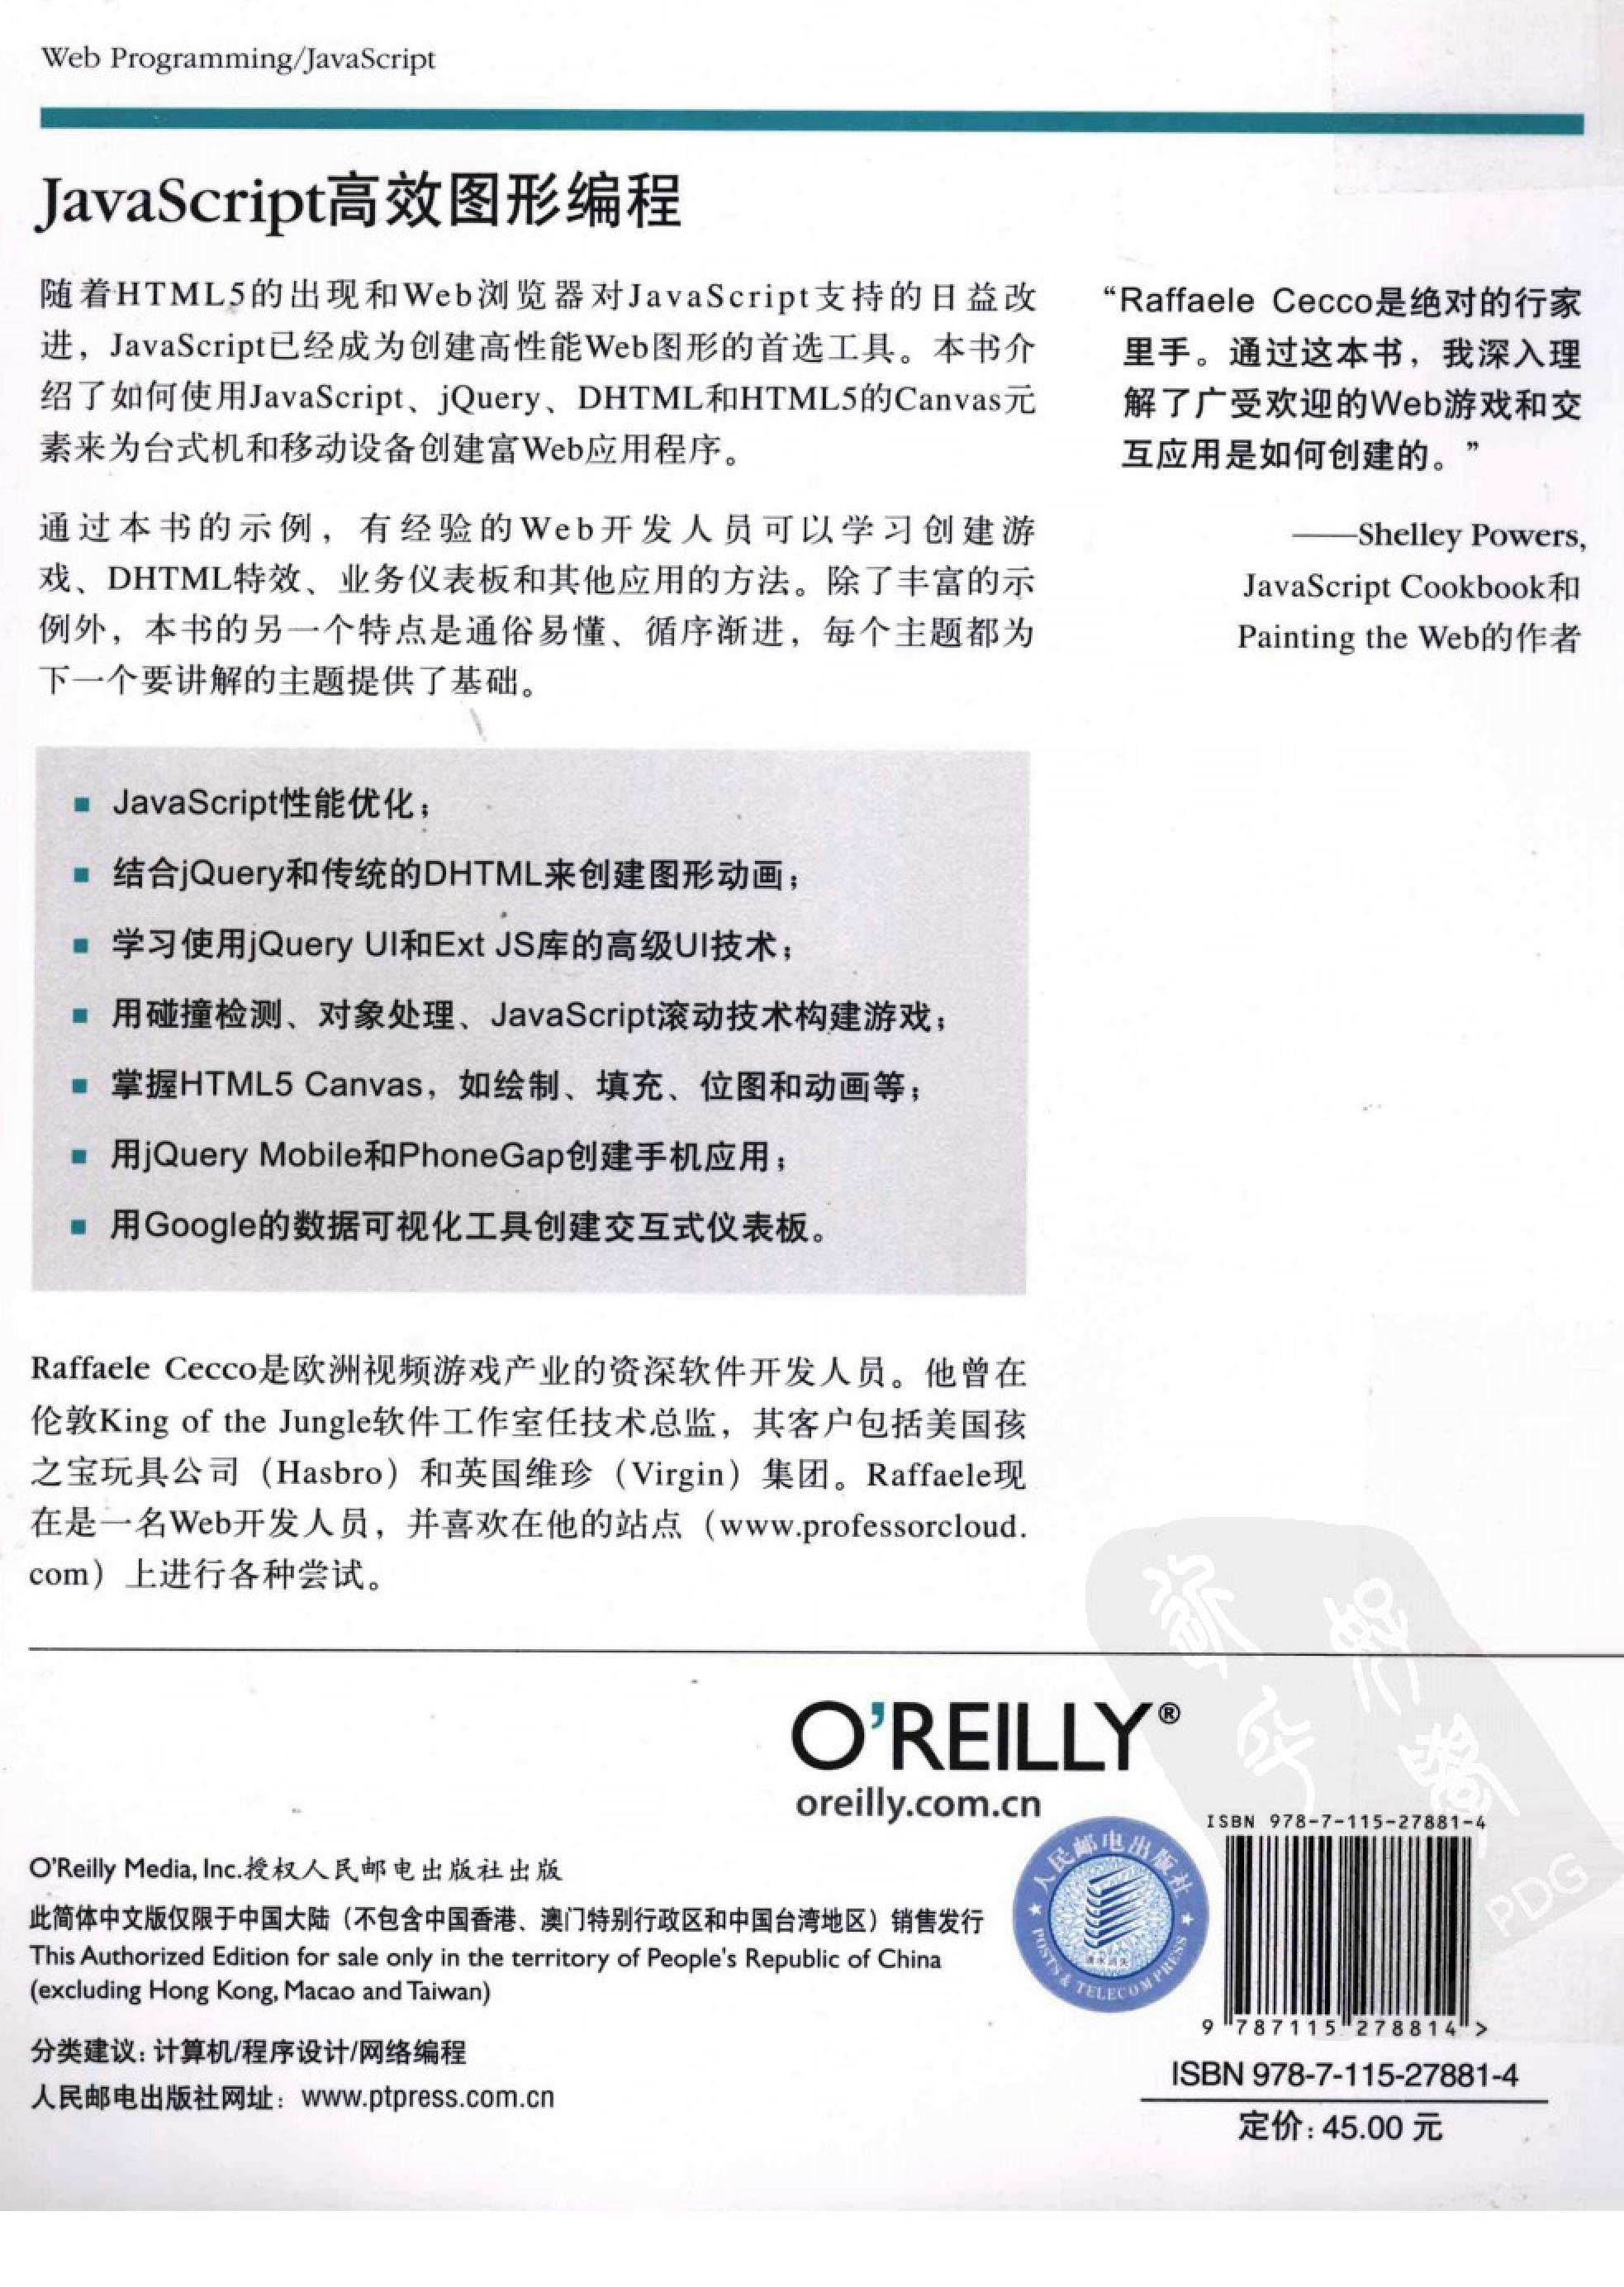 Web Programming/JavaScript
JavaScript高效图形编程
随着HTML5的出现和Web浏览器对JavaScript支持的日益改
进，JavaScript已经成为创建高性能Web图形的首选工具。本书介
绍了如何使用JavaScript、jQuery、DHTML和HTML5的Canvas元
素来为台式机和移动设备创建富Web应用程序。
通过本书的示例，有经验的Web开发人员可以学习创建游
戏、DHTML特效、业务仪表板和其他应用的方法。除了丰富的示
例外，本书的另一个特点是通俗易懂、循序渐进，每个主题都为
下一个要讲解的主题提供了基础。
“Raffaele Cecco是绝对的行家
里手。通过这本书，我深入理
解了广受欢迎的Web游戏和交
互应用是如何创建的。”
——Shelley Powers,
JavaScript Cookbook和
Painting the Web的作者
■ JavaScript性能优化；
■ 结合jQuery和传统的DHTML来创建图形动画；
■ 学习使用jQuery UI和Ext JS库的高级UI技术；
■ 用碰撞检测、对象处理、JavaScript滚动技术构建游戏；
■ 掌握HTML5 Canvas，如绘制、填充、位图和动画等；
■ 用jQuery Mobile和PhoneGap创建手机应用；
■ 用Google的数据可视化工具创建交互式仪表板。
Raffaele Cecco是欧洲视频游戏产业的资深软件开发人员。他曾在
伦敦King of the Jungle软件工作室任技术总监，其客户包括美国孩
之宝玩具公司（Hasbro）和英国维珍（Virgin）集团。Raffaele现
在是一名Web开发人员，并喜欢在他的站点（www.professorcloud.
com）上进行各种尝试。
O'REILLY®
oreilly.com.cn
O'Reilly Media, Inc.授权人民邮电出版社出版
此简体中文版仅限于中国大陆（不包含中国香港、澳门特别行政区和中国台湾地区）销售发行
This Authorized Edition for sale only in the territory of People's Republic of China
(excluding Hong Kong, Macao and Taiwan)
分类建议：计算机/程序设计/网络编程
人民邮电出版社网址：www.ptpress.com.cn
人民邮电出版社
POSTS & TELECOM PRESS
ISBN 978-7-115-27881-4
PDG
9 787115 278814 >
ISBN 978-7-115-27881-4
定价：45.00 元